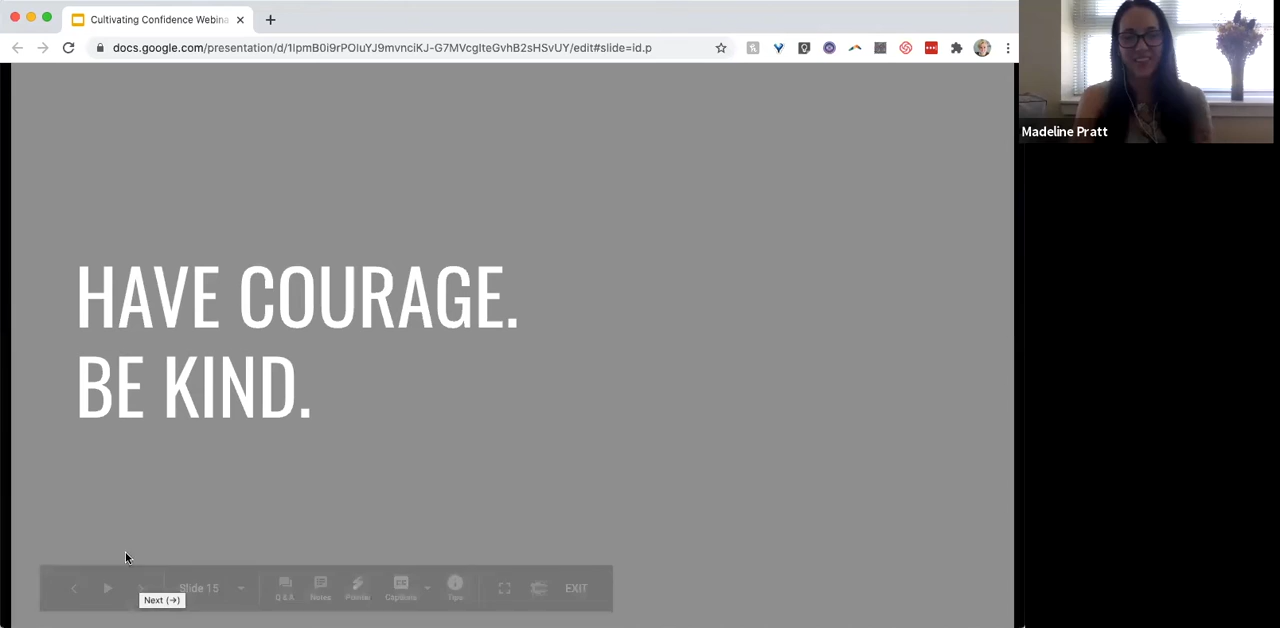 Cultivating Confidence Webina
docs.google.com/presentation/d/1IpmB0i9rPOIuYJ9mvnciKJ-G7MVcgIteGvhB2sHSvUY/edit#slide=id.p
Madeline Pratt
HAVE COURAGE.
BE KIND.
Slide 15
Q & A
Notes
Pointer
Captions
Tips
EXIT
Next (→)